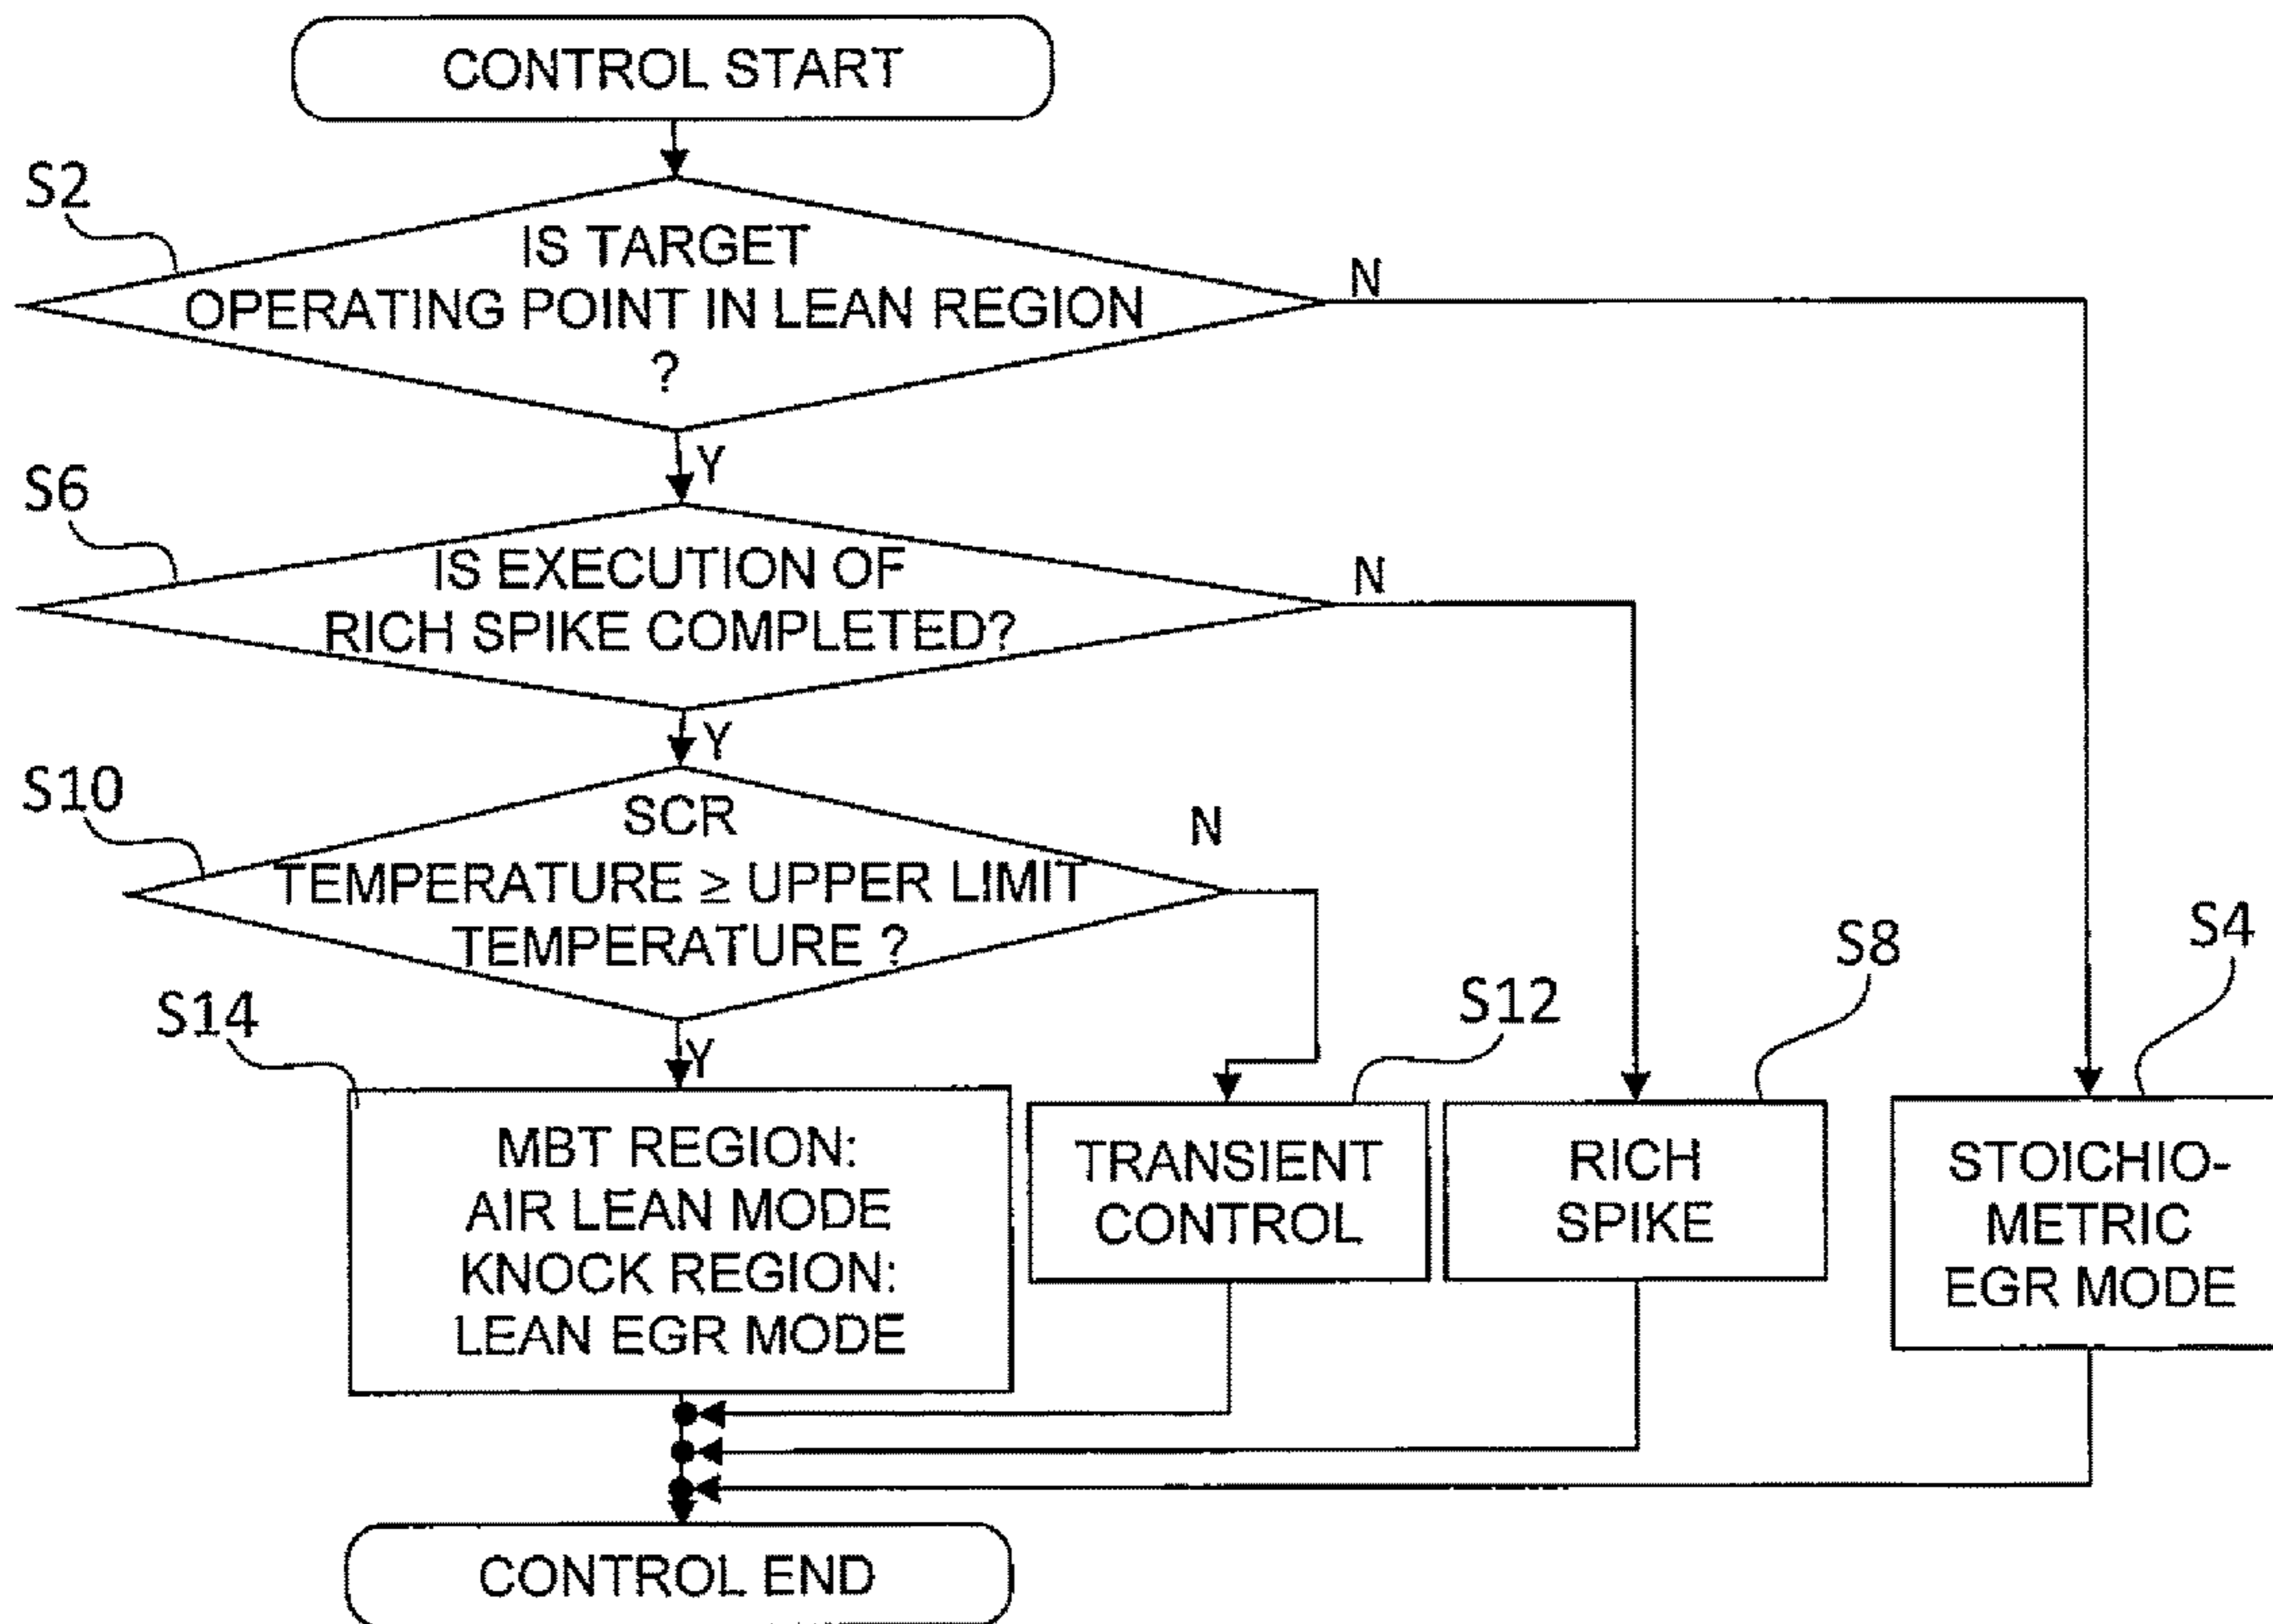 CONTROL START
S2
IS TARGET
OPERATING POINT IN LEAN REGION
?
N
Y
S6
IS EXECUTION OF
RICH SPIKE COMPLETED?
N
Y
S10
SCR
TEMPERATURE ≥ UPPER LIMIT
TEMPERATURE ?
N
Y
S14
MBT REGION:
AIR LEAN MODE
KNOCK REGION:
LEAN EGR MODE
S12
TRANSIENT
CONTROL
S8
RICH
SPIKE
S4
STOICHIO-
METRIC
EGR MODE
CONTROL END